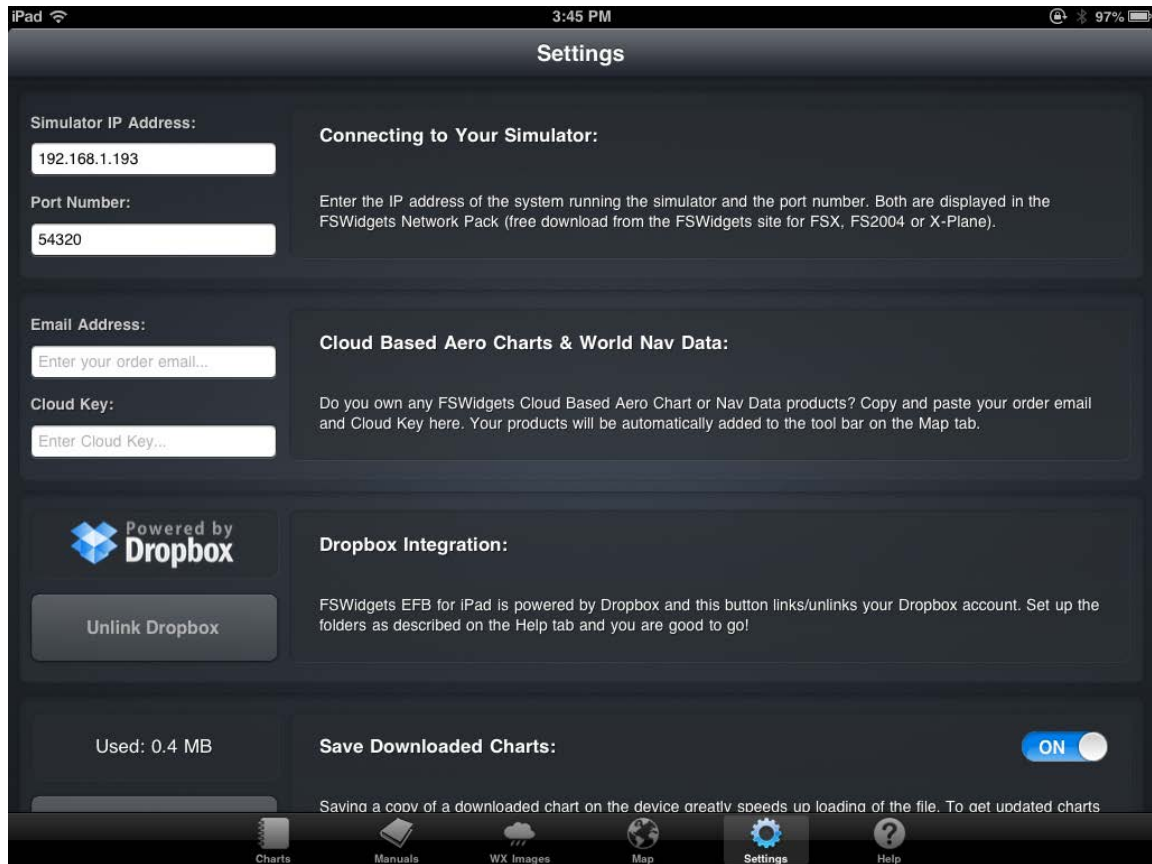 iPad 3:45 PM 97%
Settings
Simulator IP Address:
192.168.1.193
Port Number:
54320
Connecting to Your Simulator:
Enter the IP address of the system running the simulator and the port number. Both are displayed in the
FSWidgets Network Pack (free download from the FSWidgets site for FSX, FS2004 or X-Plane).
Email Address:
Enter your order email...
Cloud Key:
Enter Cloud Key...
Cloud Based Aero Charts & World Nav Data:
Do you own any FSWidgets Cloud Based Aero Chart or Nav Data products? Copy and paste your order email
and Cloud Key here. Your products will be automatically added to the tool bar on the Map tab.
Powered by
Dropbox
Unlink Dropbox
Dropbox Integration:
FSWidgets EFB for iPad is powered by Dropbox and this button links/unlinks your Dropbox account. Set up the
folders as described on the Help tab and you are good to go!
Used: 0.4 MB
Save Downloaded Charts:
ON
Saving a copy of a downloaded chart on the device greatly speeds up loading of the file. To get updated charts
Charts Manuals WX Images Map Settings Help